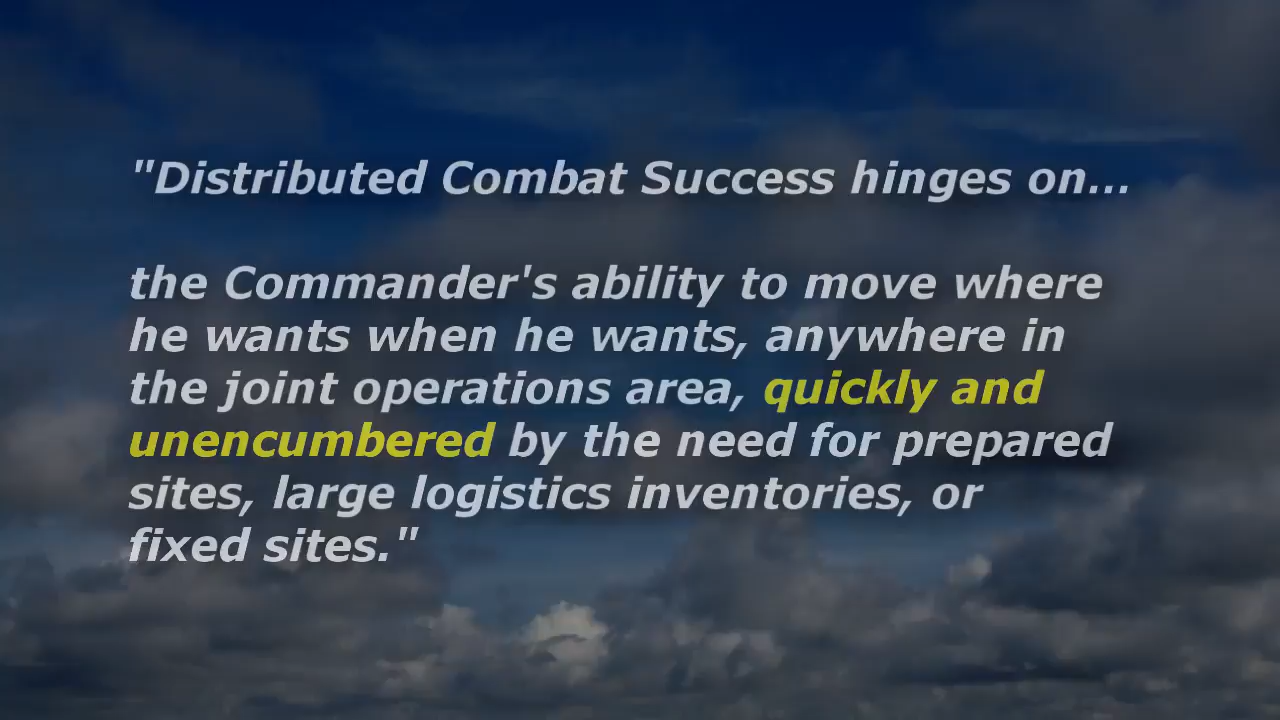 "Distributed Combat Success hinges on...
the Commander's ability to move where
he wants when he wants, anywhere in
the joint operations area, quickly and
unencumbered by the need for prepared
sites, large logistics inventories, or
fixed sites."